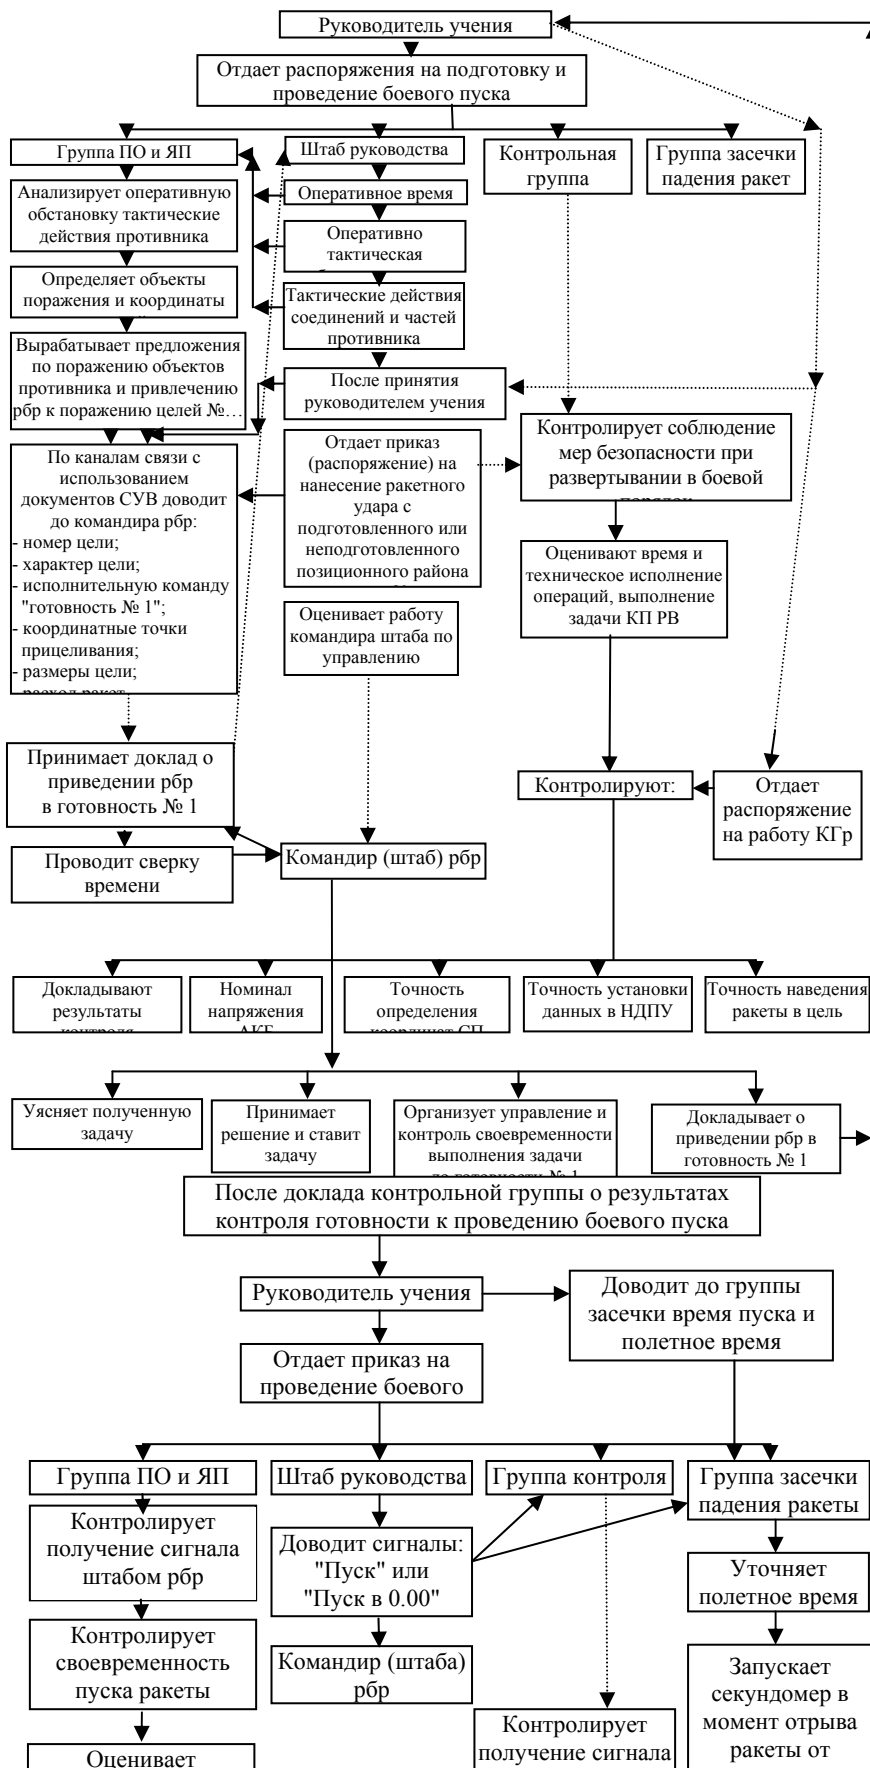 Руководитель учения
Отдает распоряжения на подготовку и
проведение боевого пуска
Группа ПО и ЯП
Штаб руководства
Контрольная
группа
Группа засечки
падения ракет
Анализирует оперативную
обстановку тактические
действия противника
Оперативное время
Оперативно
тактическая
Определяет объекты
поражения и координаты
Тактические действия
соединений и частей
противника
Вырабатывает предложения
по поражению объектов
противника и привлечению
рбр к поражению целей №…
После принятия
руководителем учения
По каналам связи с
использованием
документов СУВ доводит
до командира рбр:
- номер цели;
- характер цели;
- исполнительную команду
"готовность № 1";
- координатные точки
прицеливания;
- размеры цели;
- расход ракет
Отдает приказ
(распоряжение) на
нанесение ракетного
удара с
подготовленного или
неподготовленного
позиционного района
Контролирует соблюдение
мер безопасности при
развертывании в боевой
порядок
Оценивают время и
техническое исполнение
операций, выполнение
задачи КП РВ
Оценивает работу
командира штаба по
управлению
Принимает доклад о
приведении рбр
в готовность № 1
Контролируют:
Отдает
распоряжение
на работу КГр
Проводит сверку
времени
Командир (штаб) рбр
Докладывают
результаты
контроля
Номинал
напряжения
АКБ
Точность
определения
координат СП
Точность установки
данных в НДПУ
Точность наведения
ракеты в цель
Уясняет полученную
задачу
Принимает
решение и ставит
задачу
Организует управление и
контроль своевременности
выполнения задачи
до готовности № 1
Докладывает о
приведении рбр в
готовность № 1
После доклада контрольной группы о результатах
контроля готовности к проведению боевого пуска
Руководитель учения
Доводит до группы
засечки время пуска и
полетное время
Отдает приказ на
проведение боевого
Группа ПО и ЯП
Штаб руководства
Группа контроля
Группа засечки
падения ракеты
Контролирует
получение сигнала
штабом рбр
Доводит сигналы:
"Пуск" или
"Пуск в 0.00"
Уточняет
полетное время
Контролирует
своевременность
пуска ракеты
Командир (штаба)
рбр
Запускает
секундомер в
момент отрыва
ракеты от
Контролирует
получение сигнала
Оценивает